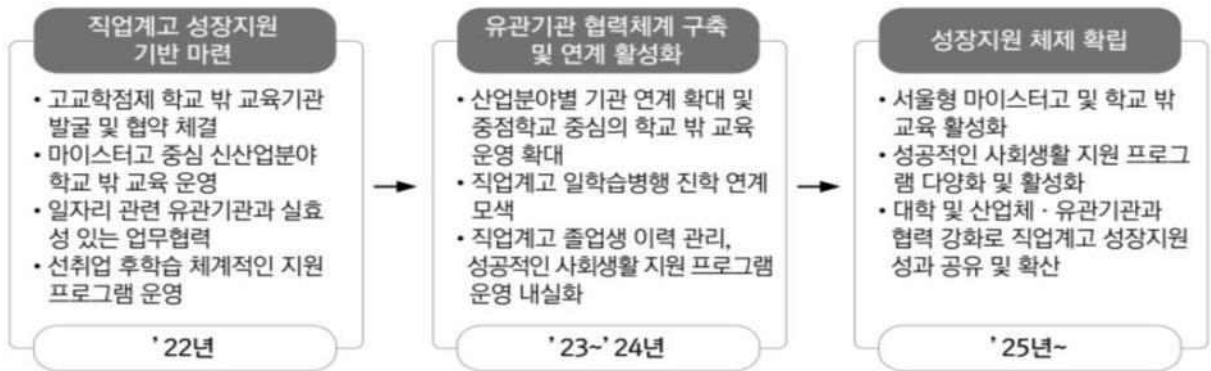 직업계고 성장지원
기반 마련
• 고교학점제 학교 밖 교육기관
발굴 및 협약 체결
• 마이스터고 중심 신산업분야
학교 밖 교육 운영
• 일자리 관련 유관기관과 실효
성 있는 업무협력
• 선취업 후학습 체계적인 지원
프로그램 운영
’22년
유관기관 협력체계 구축
및 연계 활성화
• 산업분야별 기관 연계 확대 및
중점학교 중심의 학교 밖 교육
운영 확대
• 직업계고 일학습병행 진학 연계
모색
• 직업계고 졸업생 이력 관리,
성공적인 사회생활 지원 프로그램
운영 내실화
’23~’24년
성장지원 체제 확립
• 서울형 마이스터고 및 학교 밖
교육 활성화
• 성공적인 사회생활 지원 프로그
램 다양화 및 활성화
• 대학 및 산업체 · 유관기관과
협력 강화로 직업계고 성장지원
성과 공유 및 확산
’25년~